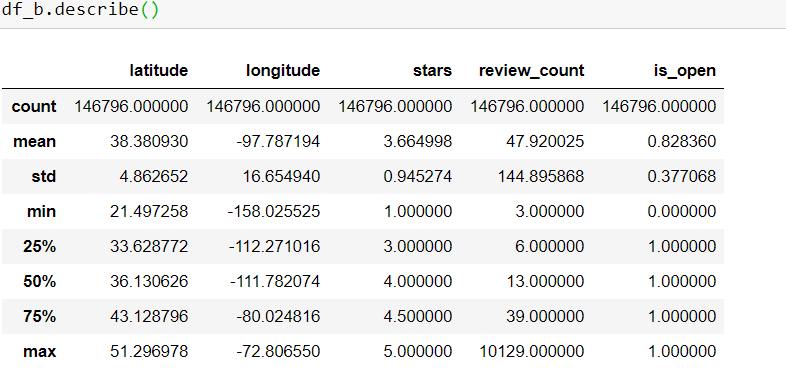 df_b.describe()
latitude longitude stars review_count is_open
count 146796.000000 146796.000000 146796.000000 146796.000000 146796.000000
mean 38.380930 -97.787194 3.664998 47.920025 0.828360
std 4.862652 16.654940 0.945274 144.895868 0.377068
min 21.497258 -158.025525 1.000000 3.000000 0.000000
25% 33.628772 -112.271016 3.000000 6.000000 1.000000
50% 36.130626 -111.782074 4.000000 13.000000 1.000000
75% 43.128796 -80.024816 4.500000 39.000000 1.000000
max 51.296978 -72.806550 5.000000 10129.000000 1.000000